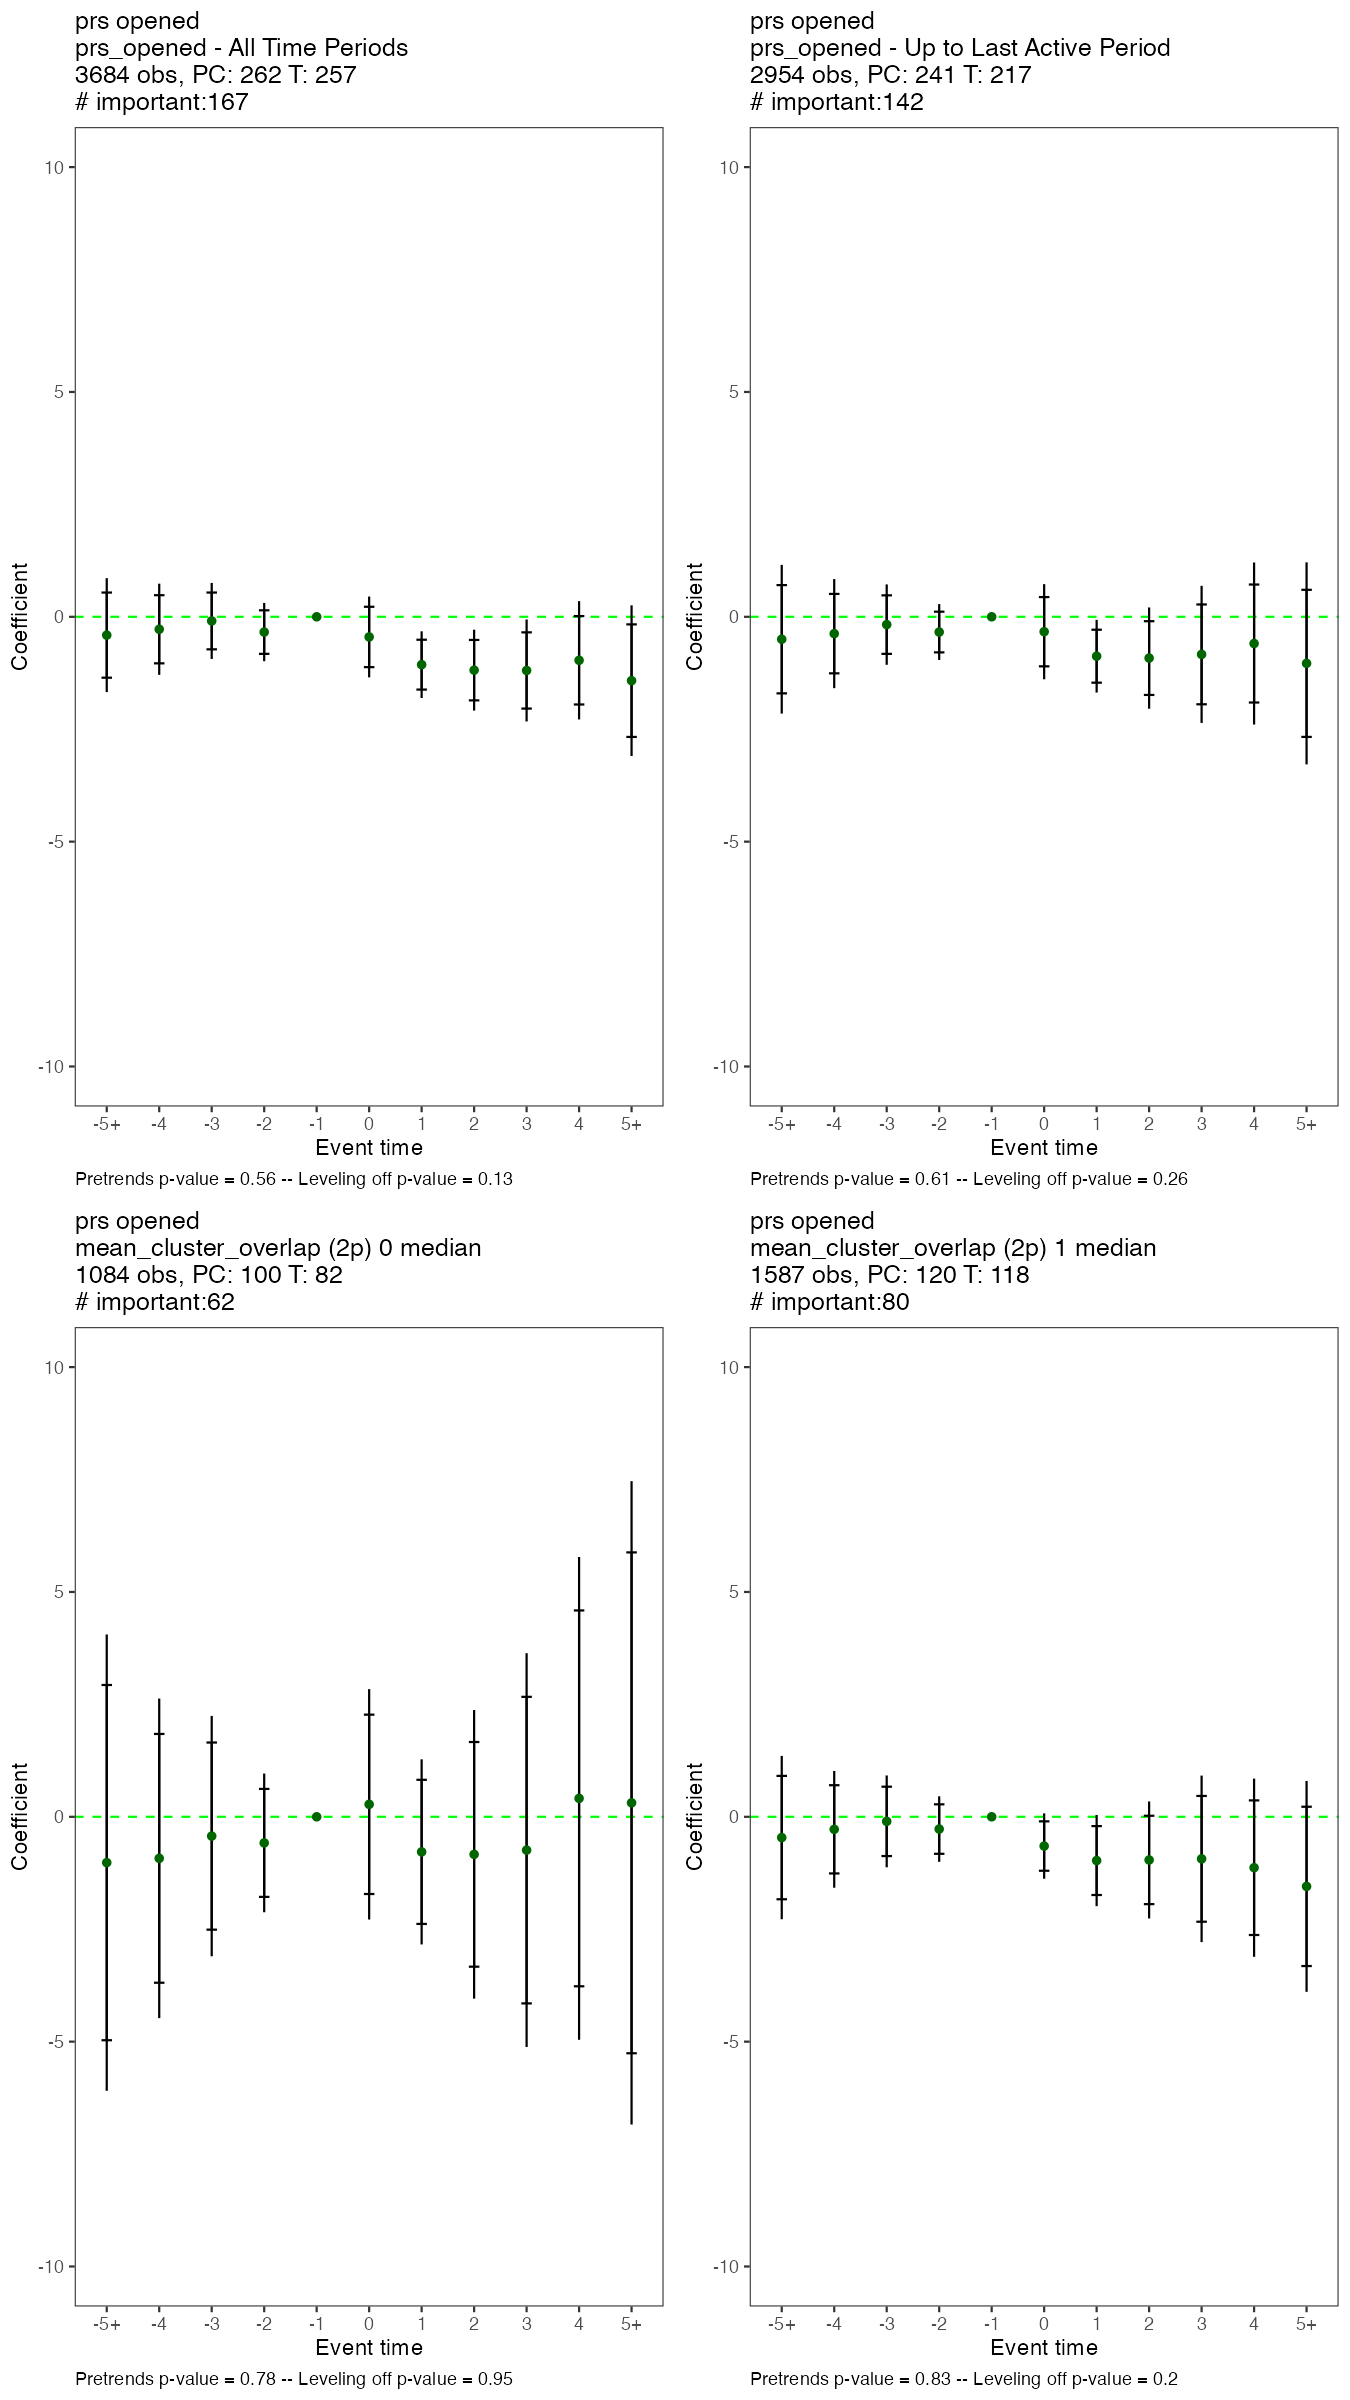 prs opened
prs_opened - All Time Periods
3684 obs, PC: 262 T: 257
# important:167
10
5
0
-5
-10
Coefficient
-5+ -4 -3 -2 -1 0 1 2 3 4 5+
Event time
Pretrends p-value = 0.56 -- Leveling off p-value = 0.13
prs opened
prs_opened - Up to Last Active Period
2954 obs, PC: 241 T: 217
# important:142
10
5
0
-5
-10
Coefficient
-5+ -4 -3 -2 -1 0 1 2 3 4 5+
Event time
Pretrends p-value = 0.61 -- Leveling off p-value = 0.26
prs opened
mean_cluster_overlap (2p) 0 median
1084 obs, PC: 100 T: 82
# important:62
10
5
0
-5
-10
Coefficient
-5+ -4 -3 -2 -1 0 1 2 3 4 5+
Event time
Pretrends p-value = 0.78 -- Leveling off p-value = 0.95
prs opened
mean_cluster_overlap (2p) 1 median
1587 obs, PC: 120 T: 118
# important:80
10
5
0
-5
-10
Coefficient
-5+ -4 -3 -2 -1 0 1 2 3 4 5+
Event time
Pretrends p-value = 0.83 -- Leveling off p-value = 0.2